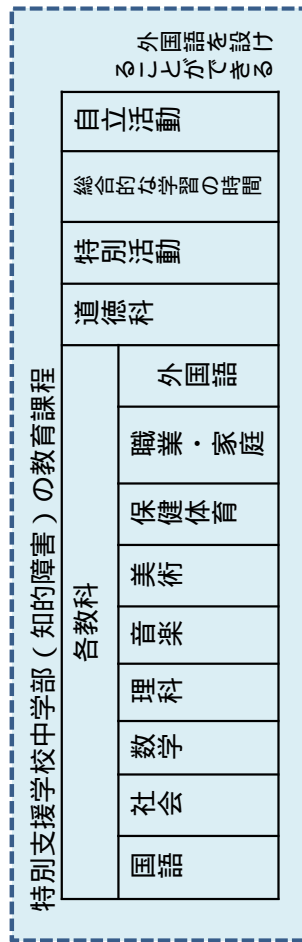 特別支援学校中学部(知的障害)の教育課程
各教科
国語
社会
数学
理科
音楽
美術
保健体育
職業・家庭
外国語
道徳科
特別活動
総合的な学習の時間
自立活動
外国語を設け
ることができる